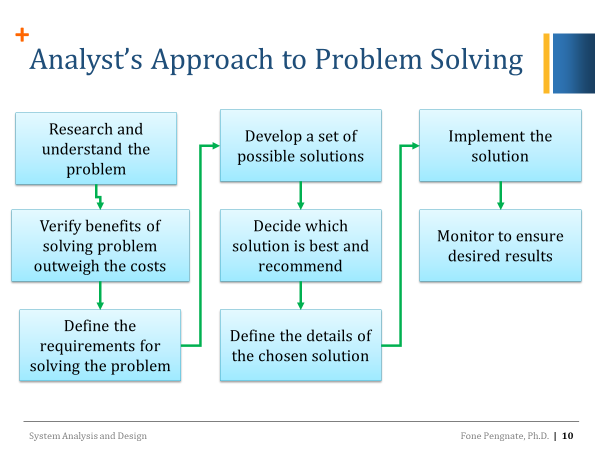 +
Analyst’s Approach to Problem Solving
Research and
understand the
problem
Verify benefits of
solving problem
outweigh the costs
Define the
requirements for
solving the problem
Develop a set of
possible solutions
Decide which
solution is best and
recommend
Define the details of
the chosen solution
Implement the
solution
Monitor to ensure
desired results
System Analysis and Design
Fone Pengnate, Ph.D. | 10